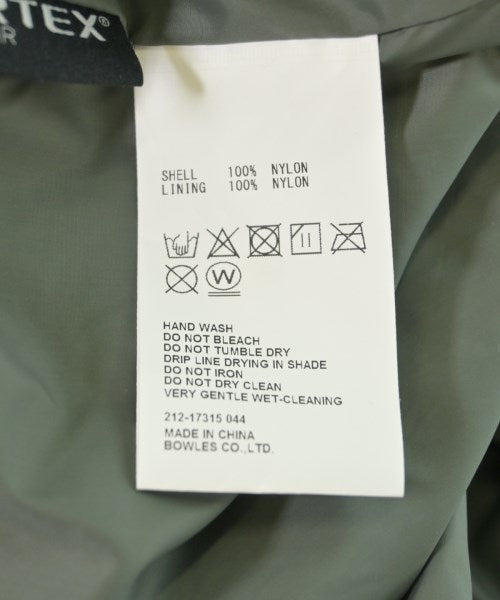 RTEX®
R
SHELL 100% NYLON
LINING 100% NYLON
W
HAND WASH
DO NOT BLEACH
DO NOT TUMBLE DRY
DRIP LINE DRYING IN SHADE
DO NOT IRON
DO NOT DRY CLEAN
VERY GENTLE WET-CLEANING
212-17315 044
MADE IN CHINA
BOWLES CO.,LTD.